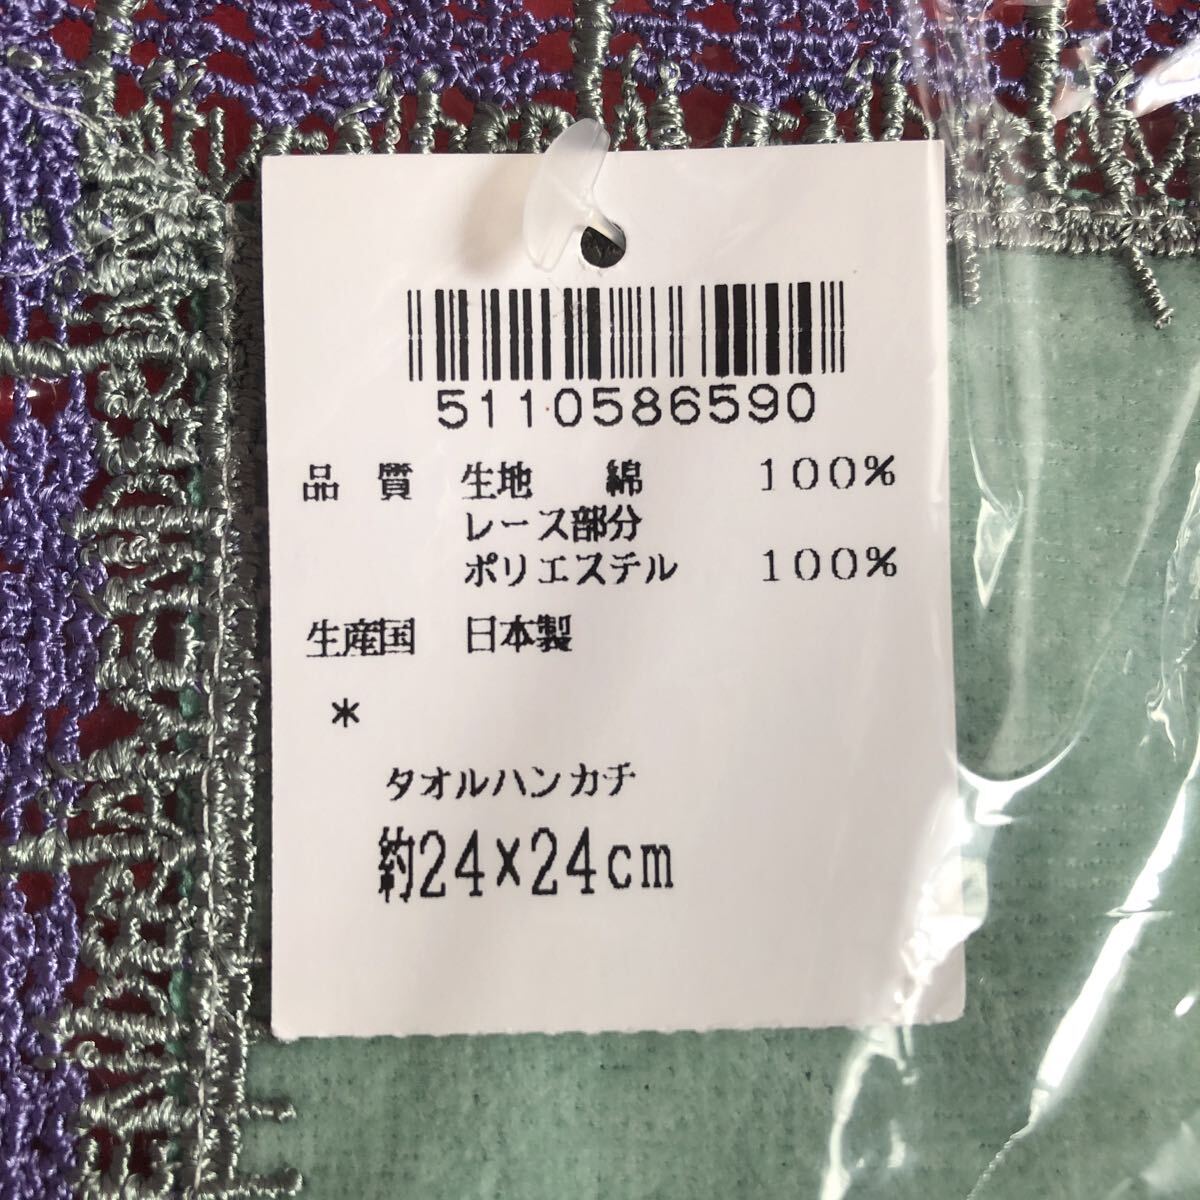 5110586590
品質 生地 綿 100%
レース部分
ポリエステル 100%
生産国 日本製
*
タオルハンカチ
約24×24cm